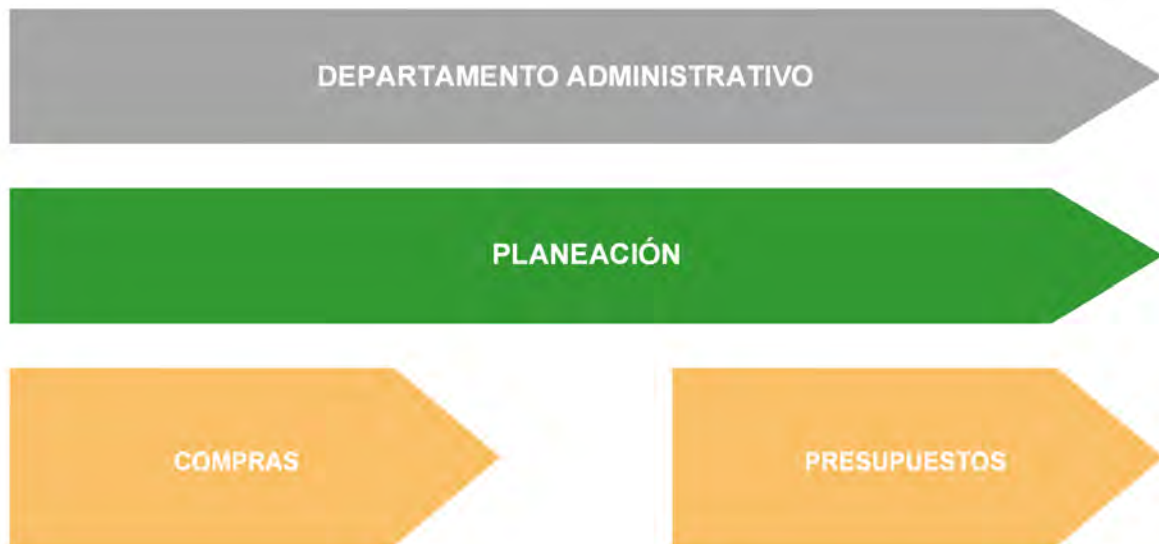 DEPARTAMENTO ADMINISTRATIVO
PLANEACIÓN
COMPRAS
PRESUPUESTOS